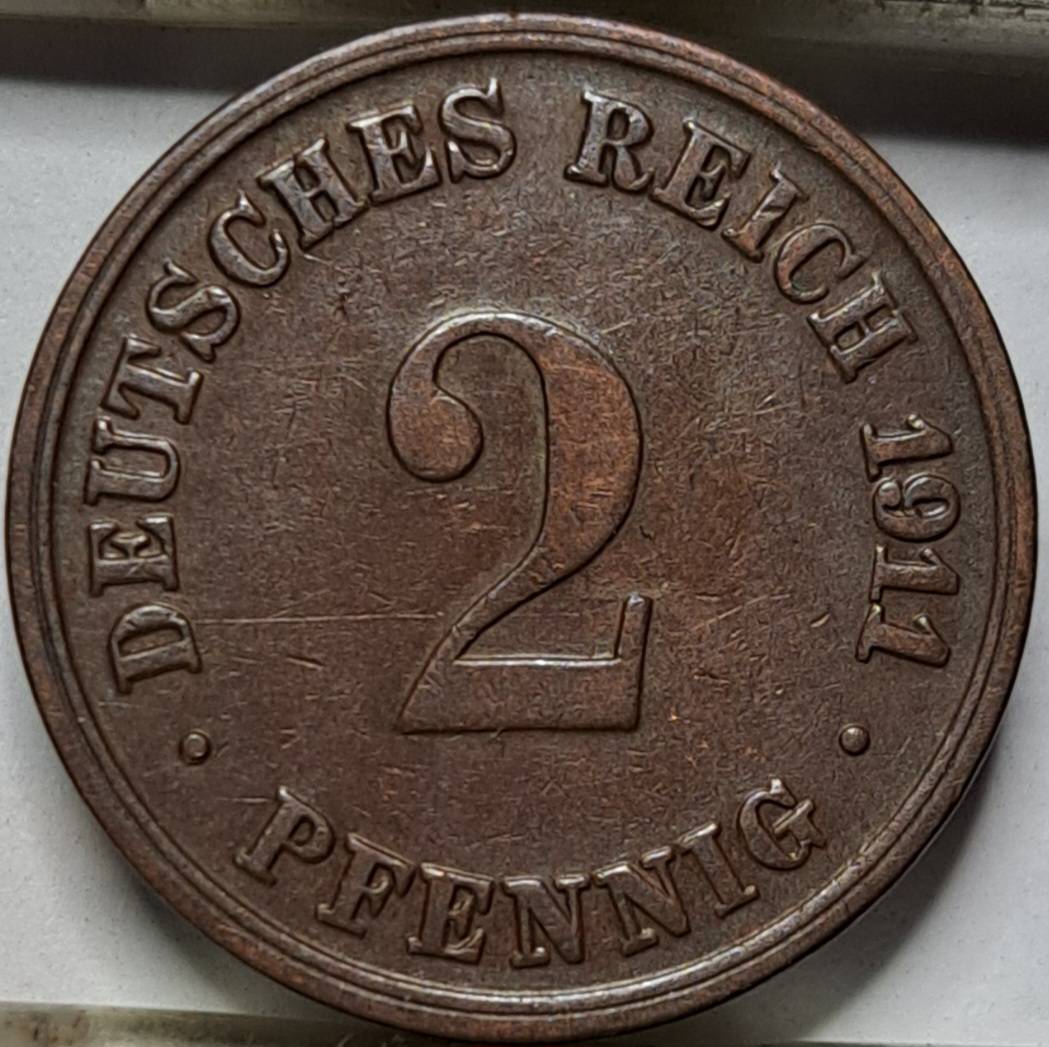 DEUTSCHES REICH 1911
2
· PFENNIG ·